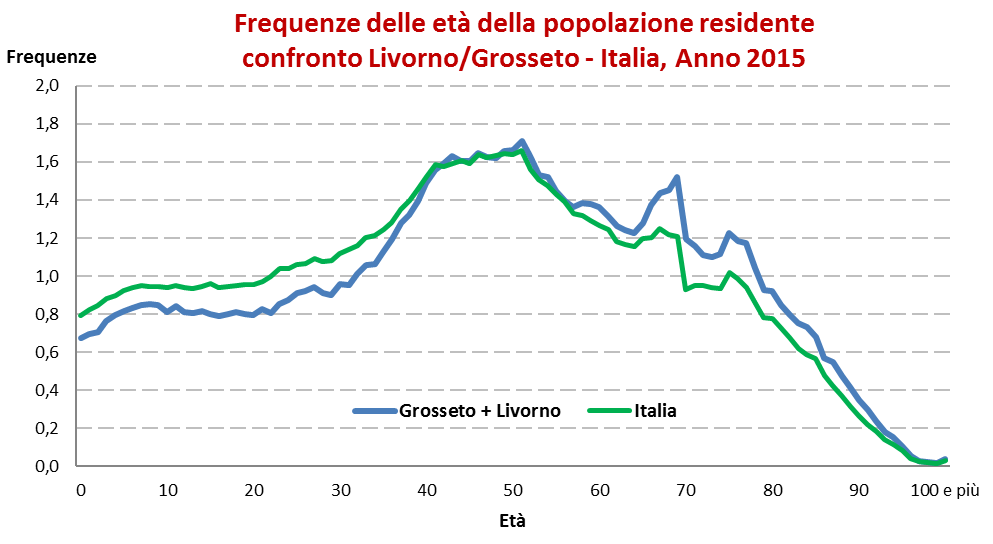 Frequenze delle età della popolazione residente
confronto Livorno/Grosseto - Italia, Anno 2015
Frequenze
2,0
1,8
1,6
1,4
1,2
1,0
0,8
0,6
0,4
0,2
0,0
Grosseto + Livorno Italia
0 10 20 30 40 50 60 70 80 90 100 e più
Età